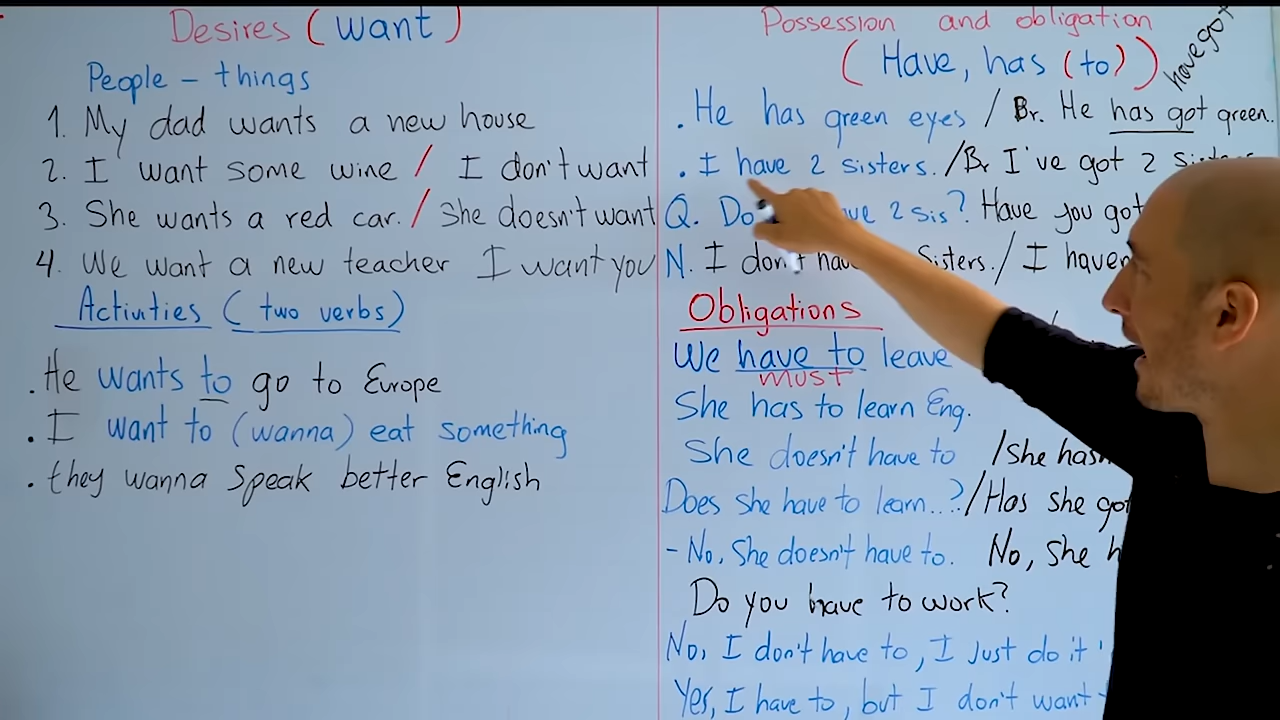 Desires (want)
People – things
1. My dad wants a new house
2. I want some wine / I don't want
3. She wants a red car. / She doesn't want
4. We want a new teacher I want you
Activities (two verbs)
. He wants to go to Europe
. I want to (wanna) eat something
. they wanna speak better English
Possession and obligation
(Have, has (to)) have got
. He has green eyes / Br. He has got green..
. I have 2 sisters. / Br I've got 2
Q. Do 2 sis? Have you got
N. I don't Sisters. / I
Obligations
We have to leave
must
She has to learn Eng.
She doesn't have to / She
Does she have to learn..? / Has she
- No, She doesn't have to. No, She
Do you have to work?
No, I don't have to, I Just do it
Yes, I have to, but I don't want